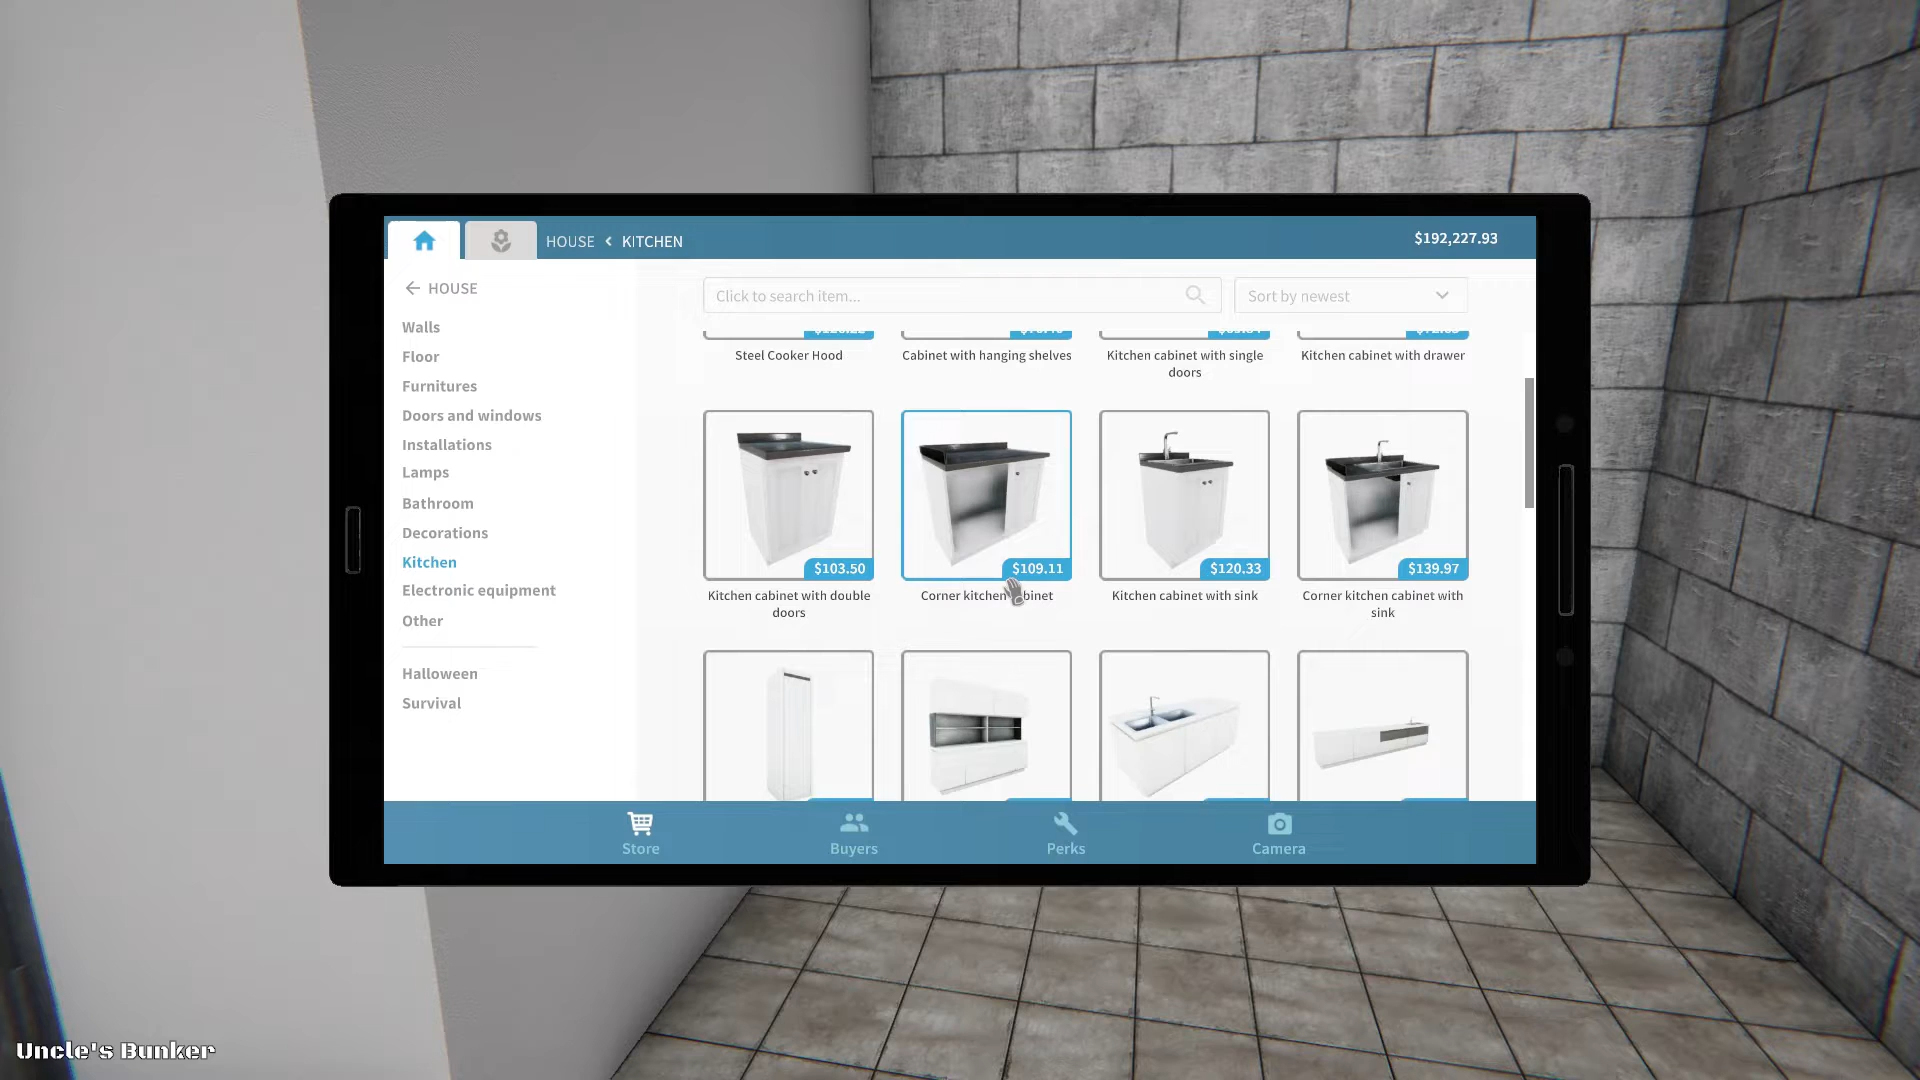 HOUSE < KITCHEN
$192,227.93
HOUSE
Click to search item...
Sort by newest
Walls
Floor
Furnitures
Doors and windows
Installations
Lamps
Bathroom
Decorations
Kitchen
Electronic equipment
Other
Halloween
Survival
Steel Cooker Hood
Cabinet with hanging shelves
Kitchen cabinet with single
doors
Kitchen cabinet with drawer
$103.50
$109.11
$120.33
$139.97
Kitchen cabinet with double
doors
Corner kitchen cabinet
Kitchen cabinet with sink
Corner kitchen cabinet with
sink
Store
Buyers
Perks
Camera
Uncle's Bunker